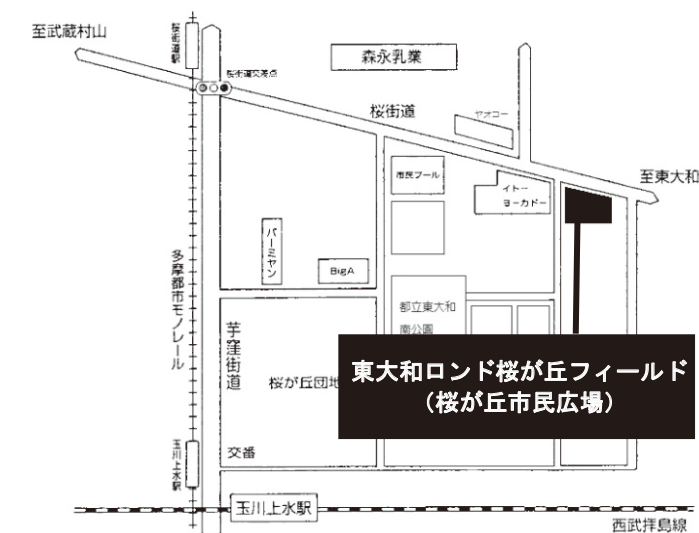 至武蔵村山
桜街道駅
桜街道交差点
森永乳業
桜街道
ヤオコー
市民プール
イトー
ヨーカドー
至東大和
バーミヤン
BigA
多摩都市モノレール
都立東大和
南公園
芋窪街道
桜が丘団地
東大和ロンド桜が丘フィールド
(桜が丘市民広場)
交番
玉川上水駅
玉川上水駅
西武拝島線